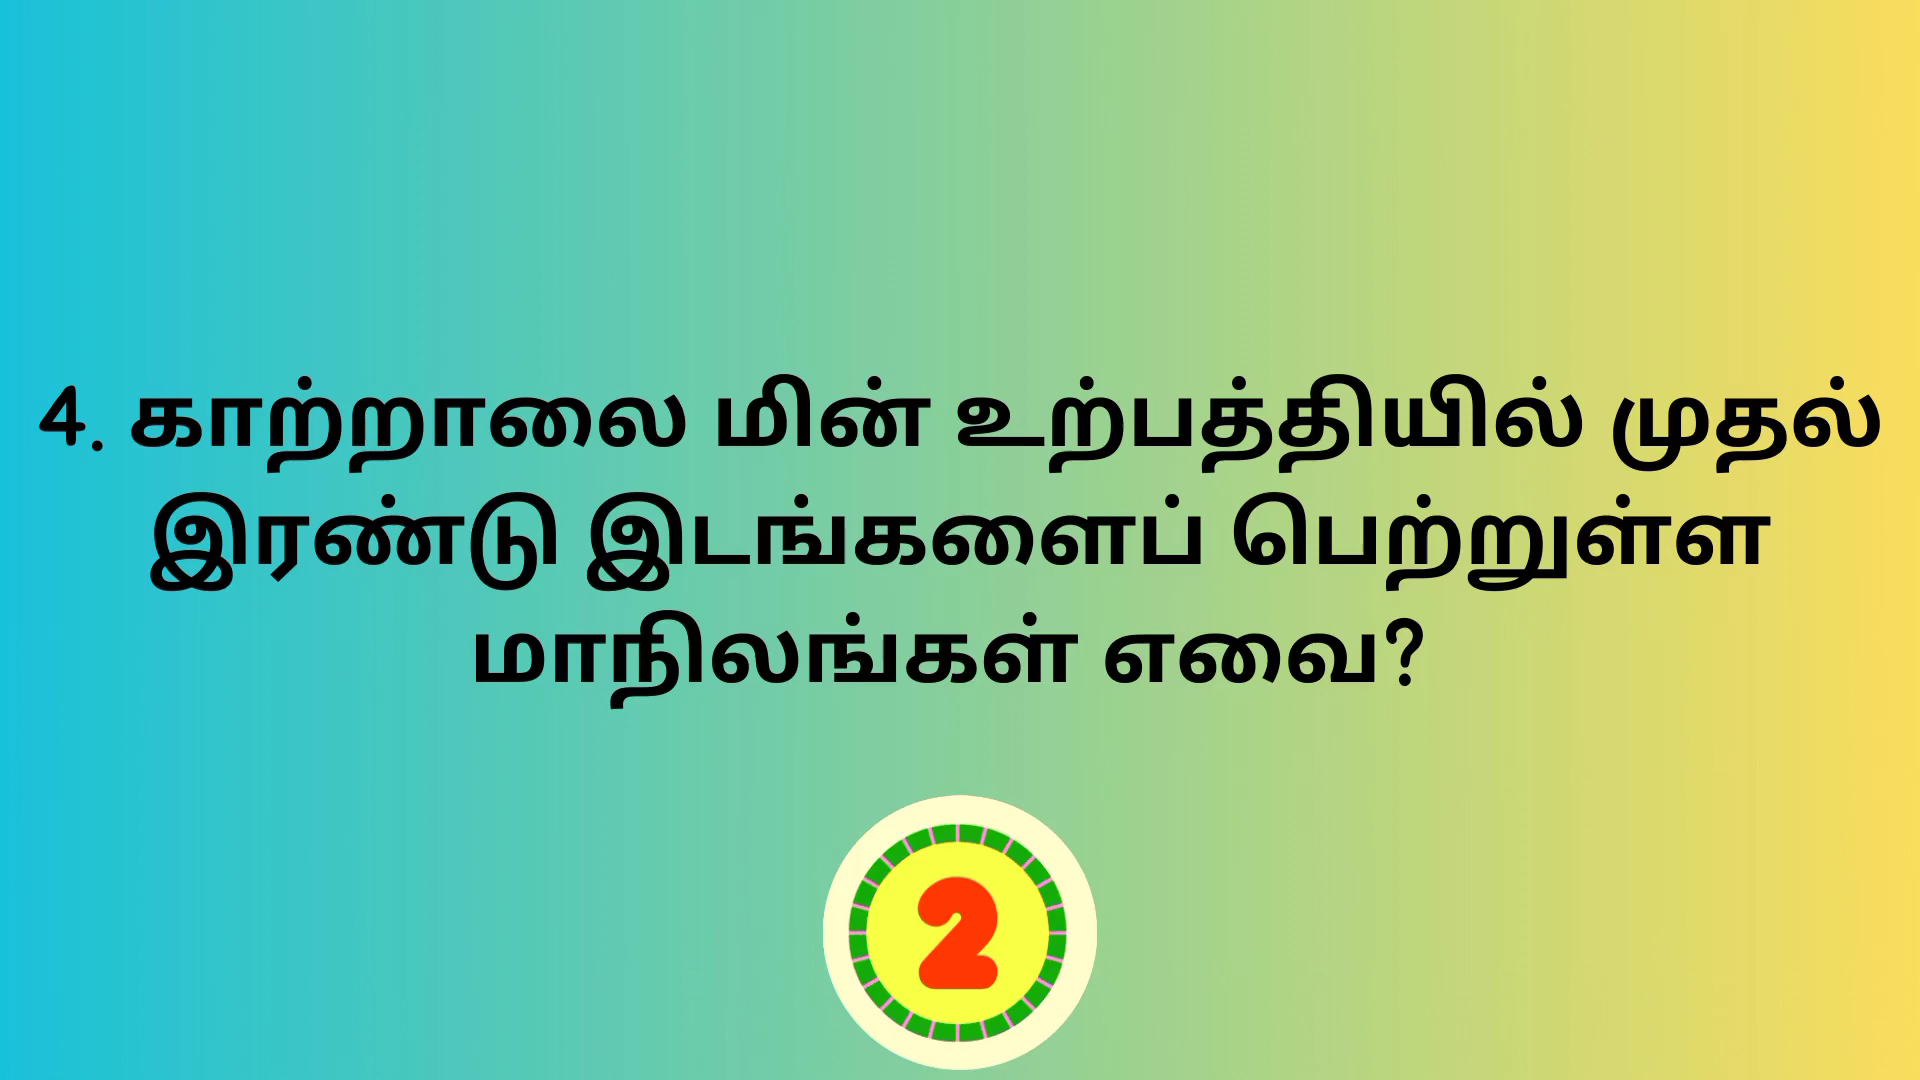 4. காற்றாலை மின் உற்பத்தியில் முதல்
இரண்டு இடங்களைப் பெற்றுள்ள
மாநிலங்கள் எவை?
2